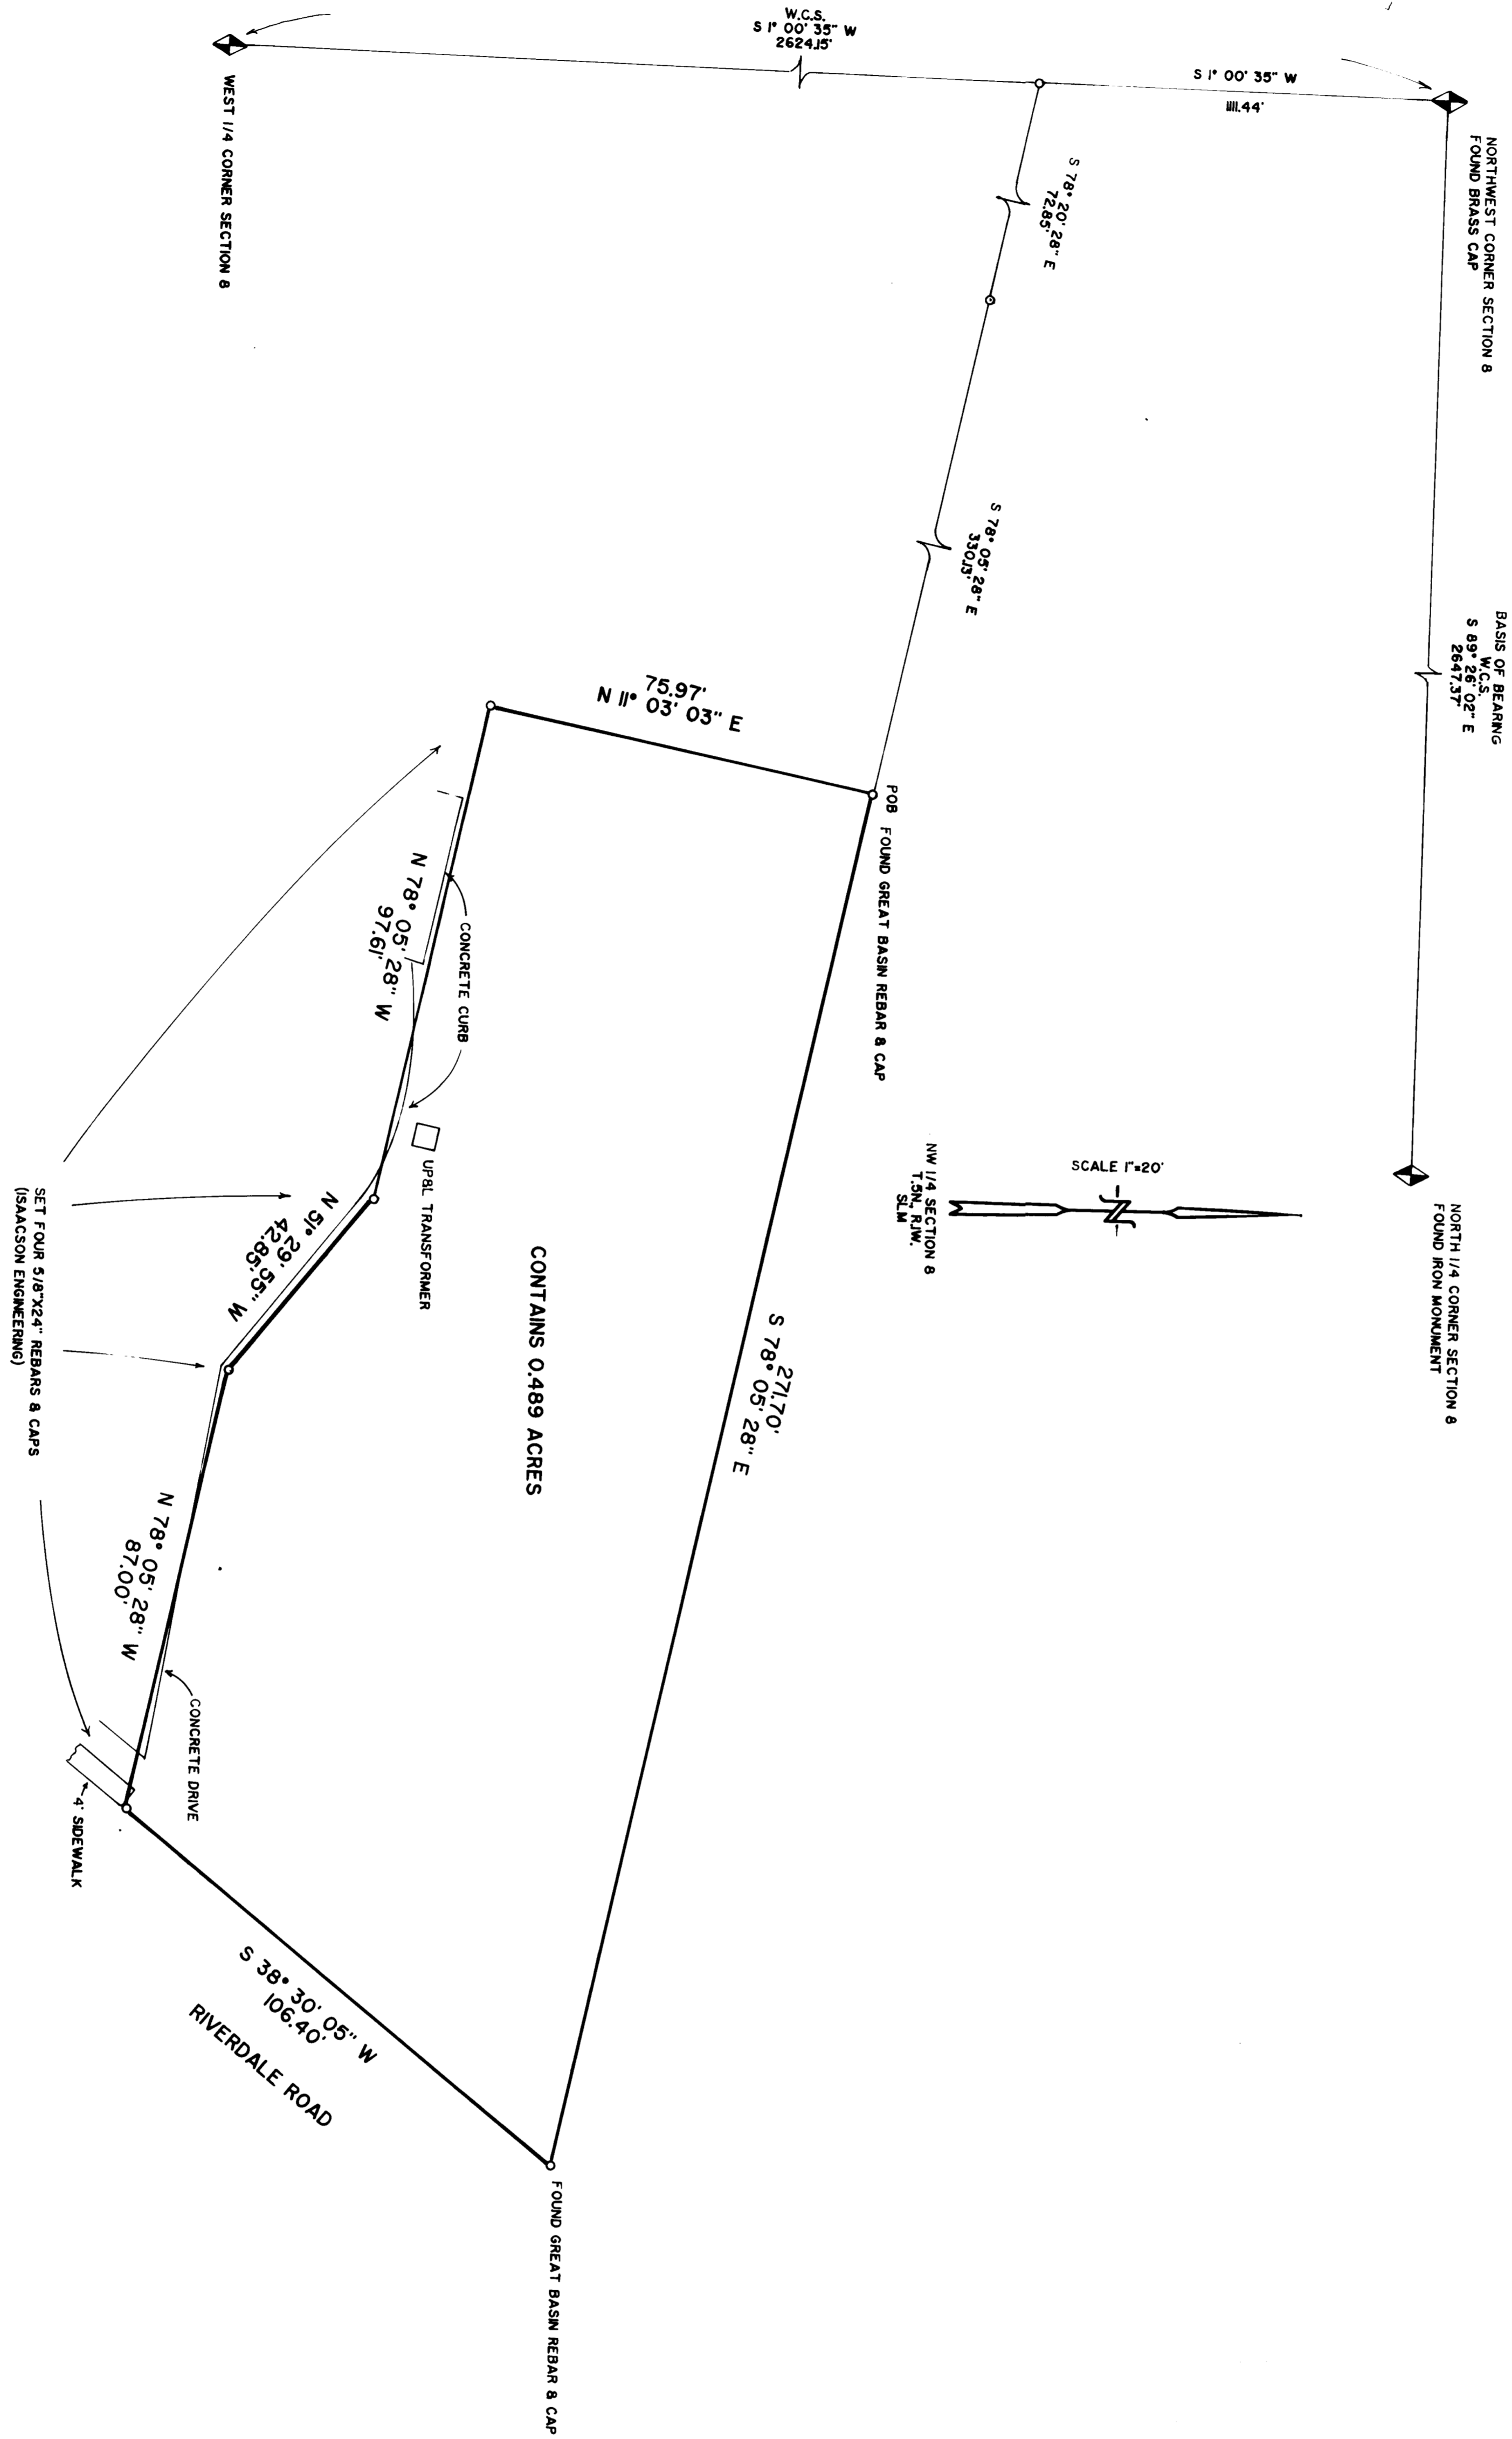 W.C.S.
S 1° 00' 35" W
2624.15'
S 1° 00' 35" W
1111.44'
NORTHWEST CORNER SECTION 8
FOUND BRASS CAP
WEST 1/4 CORNER SECTION 8
S 78° 20' 28" E
72.85'
S 78° 05' 28" E
330.13'
BASIS OF BEARING
W.C.S.
S 89° 26' 02" E
2647.37'
NORTH 1/4 CORNER SECTION 8
FOUND IRON MONUMENT
SCALE 1"=20'
NW 1/4 SECTION 8
T.5N., R.1W.
SLM
75.97'
N 11° 03' 03" E
POB
FOUND GREAT BASIN REBAR & CAP
271.70'
S 78° 05' 28" E
CONTAINS 0.489 ACRES
CONCRETE CURB
N 78° 05' 28" W
97.61'
UP&L TRANSFORMER
N 51° 29' 55" W
42.85'
N 78° 05' 28" W
87.00'
CONCRETE DRIVE
4' SIDEWALK
SET FOUR 5/8"X24" REBARS & CAPS
(ISAACSON ENGINEERING)
S 38° 30' 05" W
106.40'
RIVERDALE ROAD
FOUND GREAT BASIN REBAR & CAP